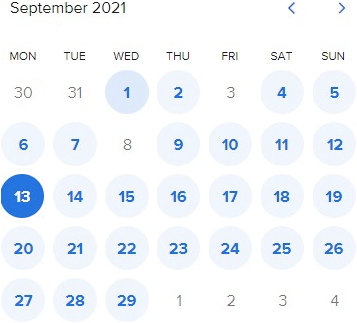 September 2021
MON TUE WED THU FRI SAT SUN
30 31 1 2 3 4 5
6 7 8 9 10 11 12
13 14 15 16 17 18 19
20 21 22 23 24 25 26
27 28 29 1 2 3 4